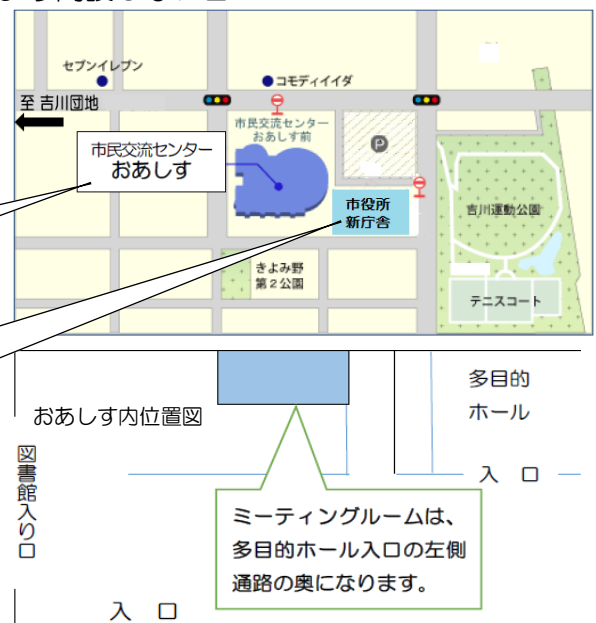 セブンイレブン
コモディイイダ
至 吉川団地
市民交流センター
おあしす前
市民交流センター
おあしす
P
市役所
新庁舎
吉川運動公園
きよみ野
第2公園
テニスコート
おあしす内位置図
多目的
ホール
図書館入り口
入 口
ミーティングルームは、
多目的ホール入口の左側
通路の奥になります。
入 口